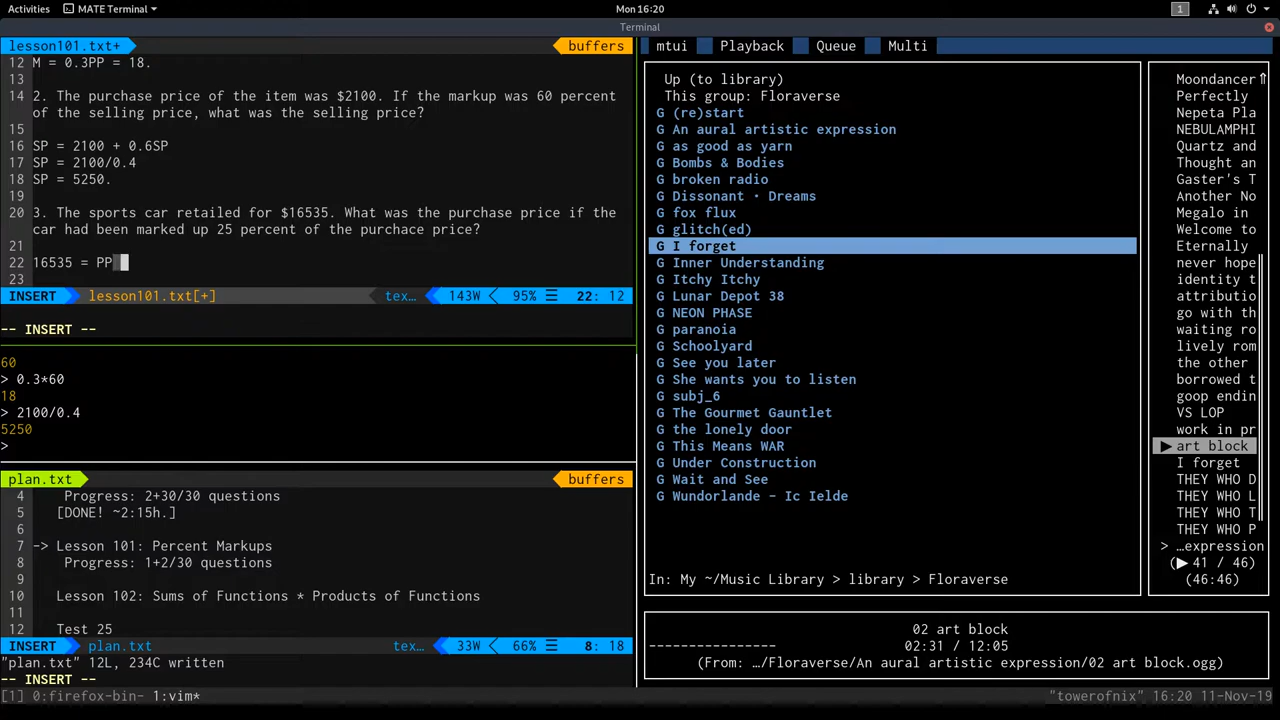 Activities MATE Terminal Mon 16:20 1
Terminal
lesson101.txt+ buffers
12 M = 0.3PP = 18.
13
14 2. The purchase price of the item was $2100. If the markup was 60 percent
of the selling price, what was the selling price?
15
16 SP = 2100 + 0.6SP
17 SP = 2100/0.4
18 SP = 5250.
19
20 3. The sports car retailed for $16535. What was the purchase price if the
car had been marked up 25 percent of the purchace price?
21
22 16535 = PP
23
INSERT lesson101.txt[+] tex… 143W 95% ☰ 22: 12
-- INSERT --
60
> 0.3*60
18
> 2100/0.4
5250
>
plan.txt buffers
4 Progress: 2+30/30 questions
5 [DONE! ~2:15h.]
6
7 -> Lesson 101: Percent Markups
8 Progress: 1+2/30 questions
9
10 Lesson 102: Sums of Functions * Products of Functions
11
12 Test 25
INSERT plan.txt tex… 33W 66% ☰ 8: 18
"plan.txt" 12L, 234C written
-- INSERT --
mtui Playback Queue Multi
Up (to library)
This group: Floraverse
G (re)start
G An aural artistic expression
G as good as yarn
G Bombs & Bodies
G broken radio
G Dissonant · Dreams
G fox flux
G glitch(ed)
G I forget
G Inner Understanding
G Itchy Itchy
G Lunar Depot 38
G NEON PHASE
G paranoia
G Schoolyard
G See you later
G She wants you to listen
G subj_6
G The Gourmet Gauntlet
G the lonely door
G This Means WAR
G Under Construction
G Wait and See
G Wundorlande - Ic Ielde
In: My ~/Music Library > library > Floraverse
Moondancer⇑
Perfectly
Nepeta Pla
NEBULAMPHI
Quartz and
Thought an
Gaster's T
Another No
Megalo in
Welcome to
Eternally
never hope
identity t
attributio
go with th
waiting ro
lively rom
the other
borrowed t
goop endin
VS LOP
work in pr
▶ art block
I forget
THEY WHO D
THEY WHO L
THEY WHO T
THEY WHO P
> …expression
(▶ 41 / 46)
(46:46)
02 art block
---------------- 02:31 / 12:05
(From: …/Floraverse/An aural artistic expression/02 art block.ogg)
[1] 0:firefox-bin- 1:vim* "towerofnix" 16:20 11-Nov-19